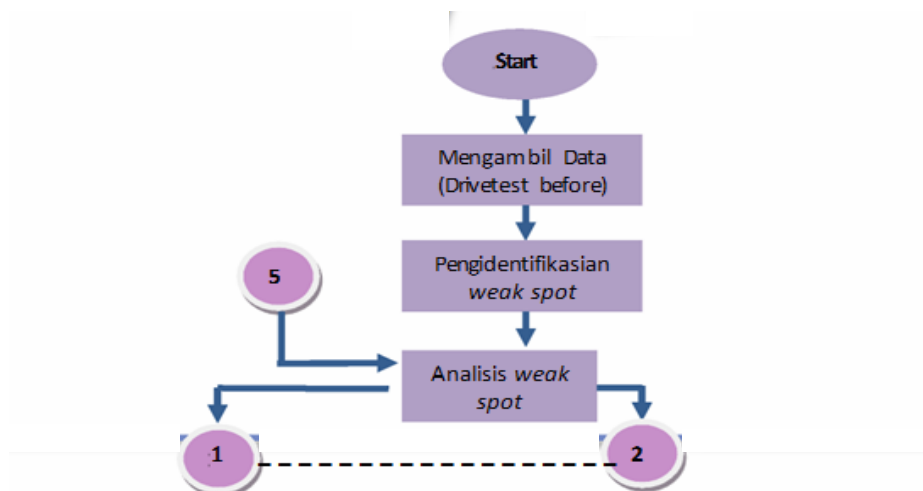 Start
Mengambil Data
(Drivetest before)
Pengidentifikasian
weak spot
5
Analisis weak
spot
1
2